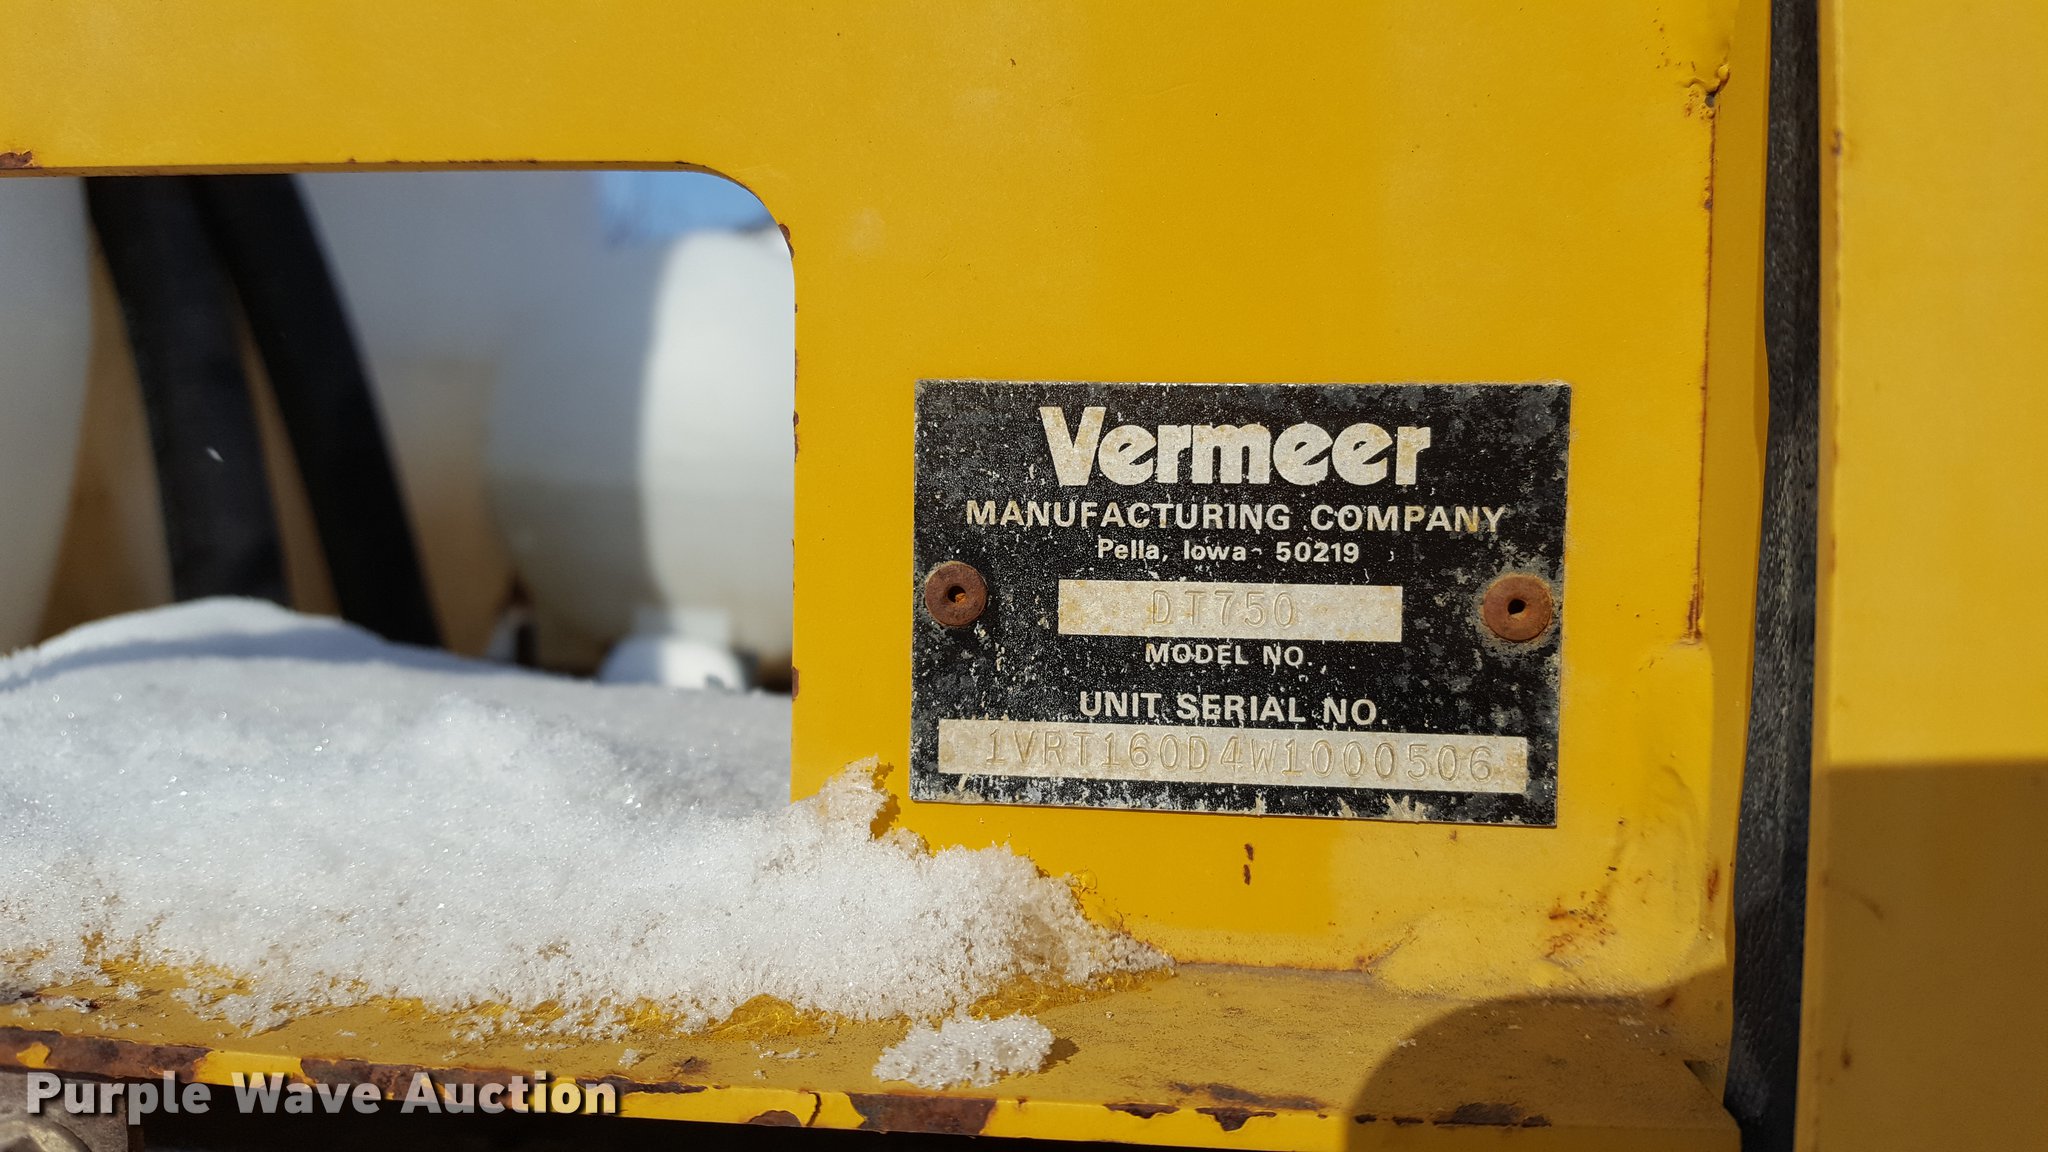 Vermeer
MANUFACTURING COMPANY
Pella, Iowa 50219
DT750
MODEL NO.
UNIT SERIAL NO.
1VRT160D4W1000506
Purple Wave Auction